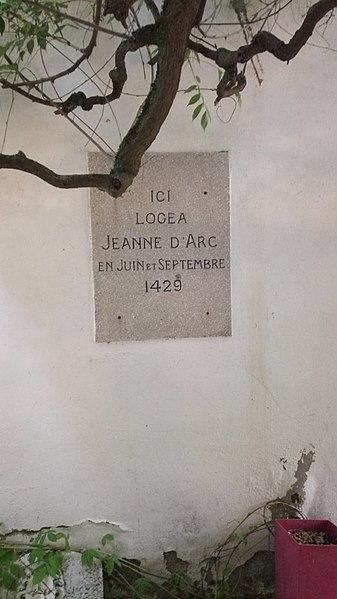 ICI
LOGEA
JEANNE D'ARC
EN JUIN ET SEPTEMBRE
1429